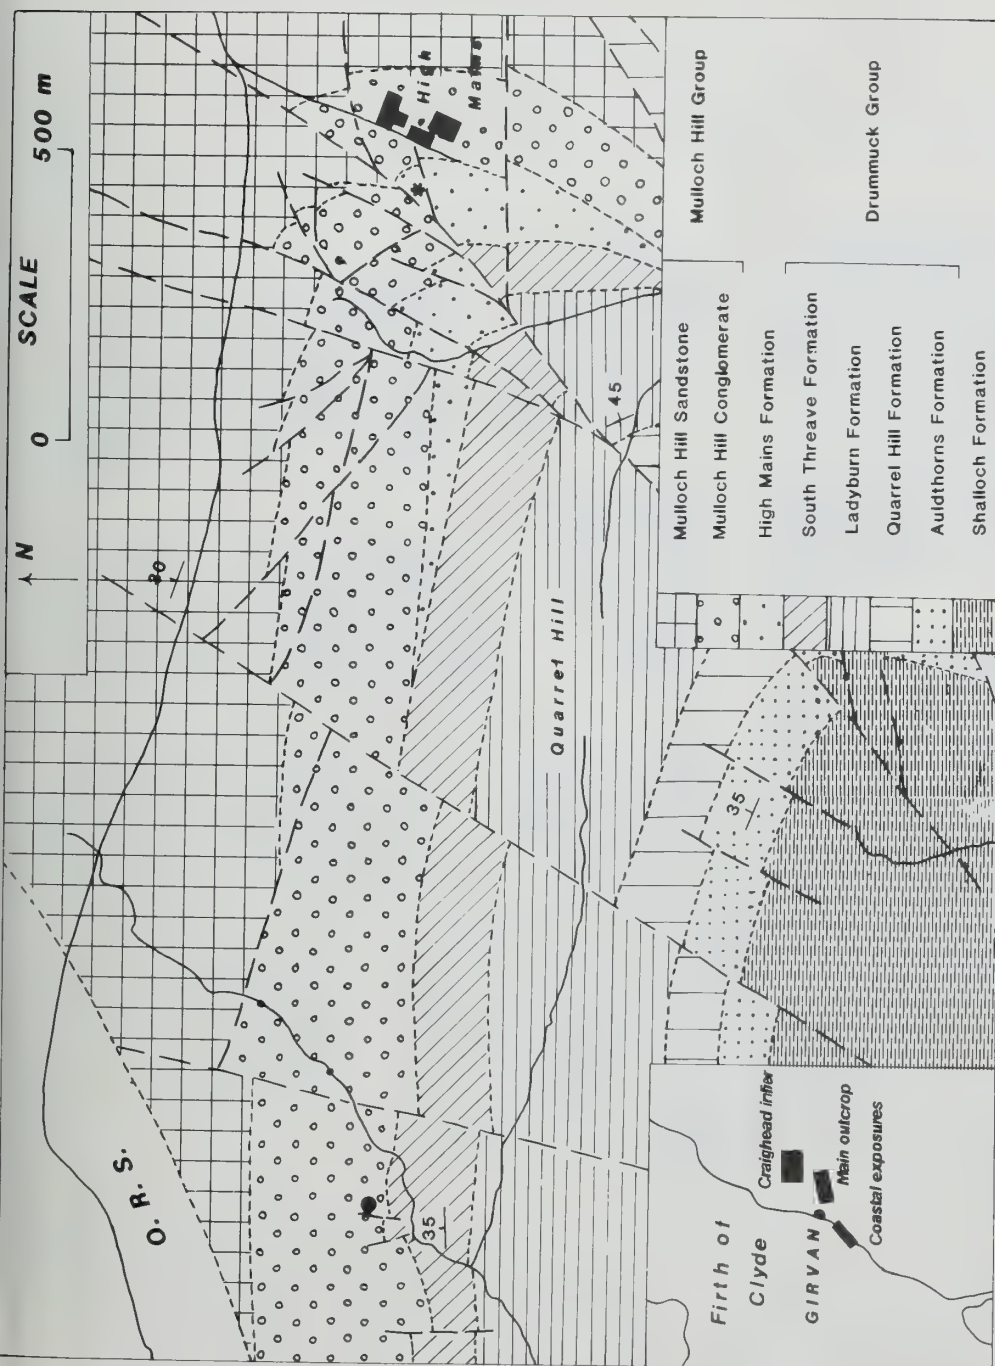 SCALE
0 500 m
N
O. R. S.
30
High
Mains
Quarrel Hill
45
35
35
Mulloch Hill Sandstone
Mulloch Hill Conglomerate
Mulloch Hill Group
High Mains Formation
South Threave Formation
Ladyburn Formation
Quarrel Hill Formation
Auldthorns Formation
Drummuck Group
Shalloch Formation
Firth of
Clyde
GIRVAN
Craighead inlier
Main outcrop
Coastal exposures